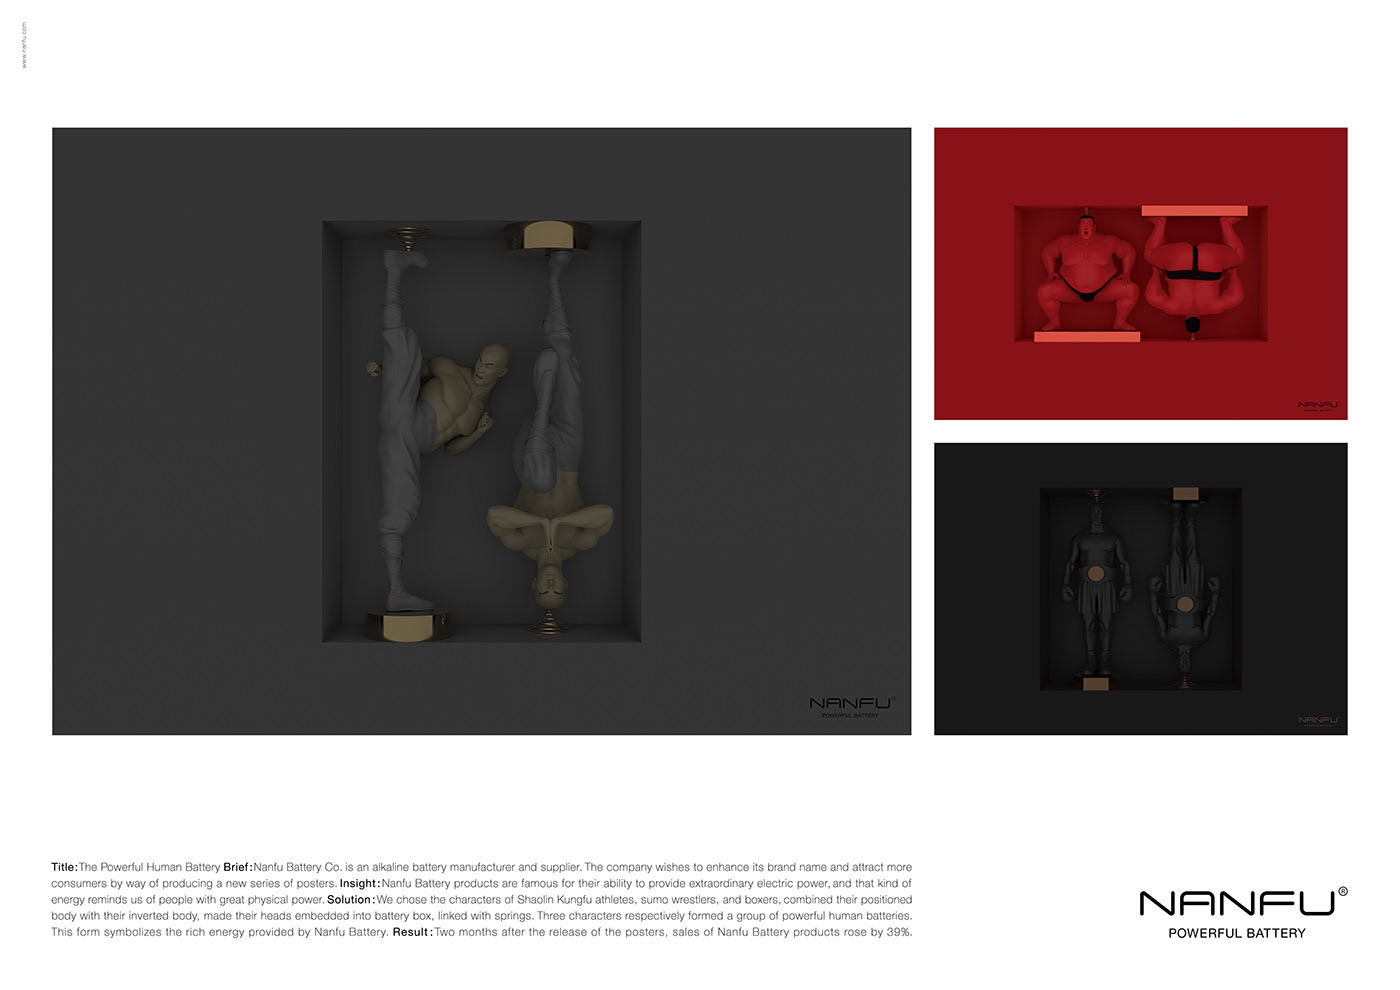 www.nanfu.com
NANFU®
POWERFUL BATTERY
NANFU®
POWERFUL BATTERY
NANFU®
Title: The Powerful Human Battery Brief: Nanfu Battery Co. is an alkaline battery manufacturer and supplier. The company wishes to enhance its brand name and attract more
consumers by way of producing a new series of posters. Insight: Nanfu Battery products are famous for their ability to provide extraordinary electric power, and that kind of
energy reminds us of people with great physical power. Solution: We chose the characters of Shaolin Kungfu athletes, sumo wrestlers, and boxers, combined their positioned
body with their inverted body, made their heads embedded into battery box, linked with springs. Three characters respectively formed a group of powerful human batteries.
This form symbolizes the rich energy provided by Nanfu Battery. Result: Two months after the release of the posters, sales of Nanfu Battery products rose by 39%.
NANFU®
POWERFUL BATTERY